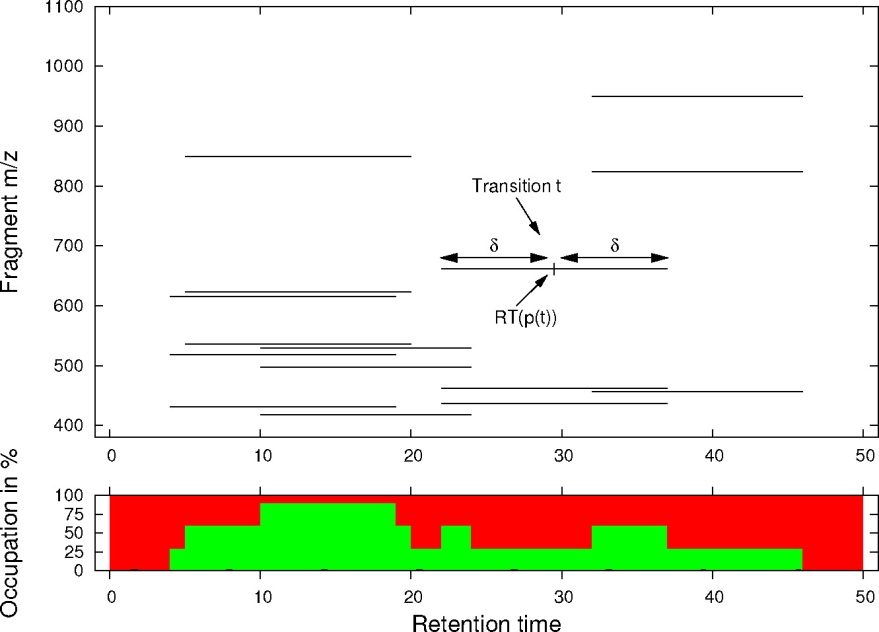 1100
1000
900
800
700
600
500
400
Fragment m/z
Transition t
δ δ
RT(p(t))
0 10 20 30 40 50
Occupation in %
100
75
50
25
0
0 10 20 30 40 50
Retention time